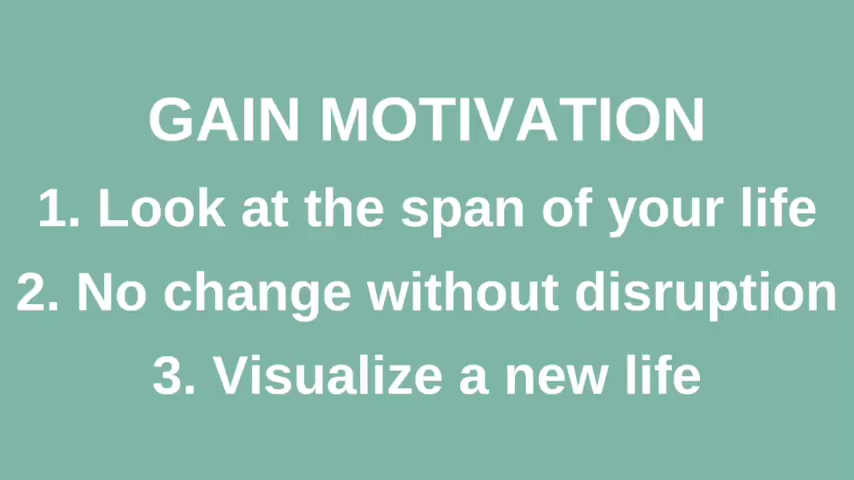 GAIN MOTIVATION
1. Look at the span of your life
2. No change without disruption
3. Visualize a new life